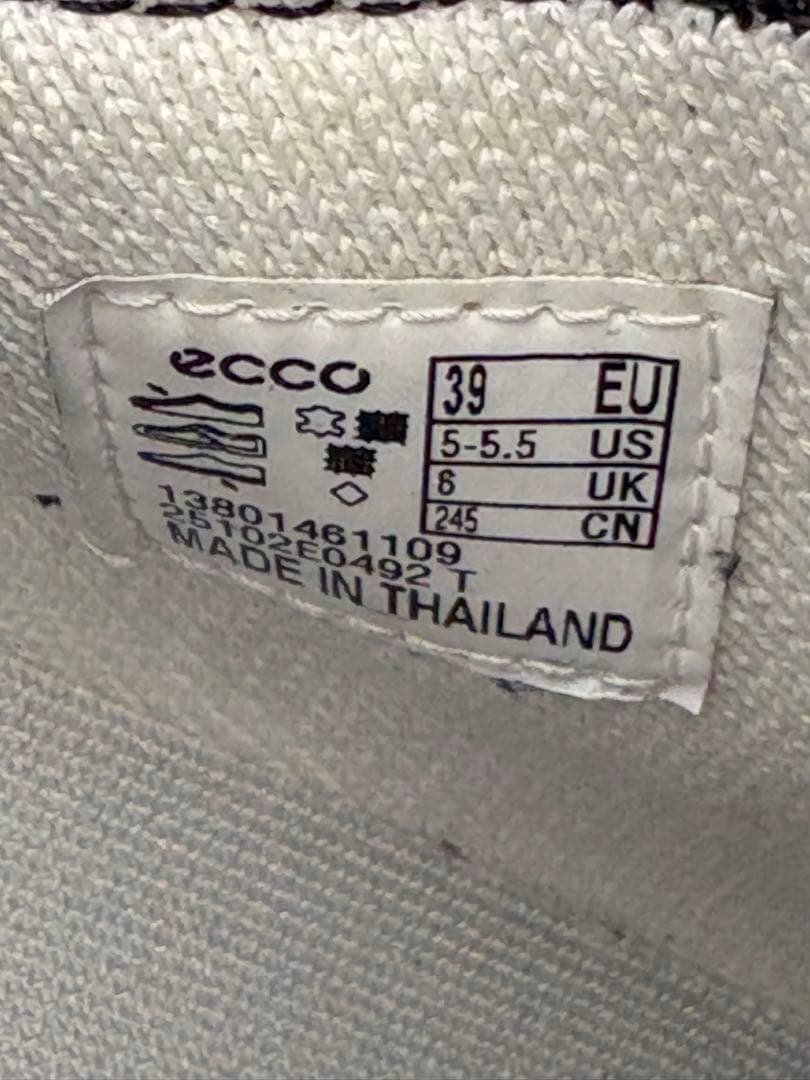 ecco
39 EU
5-5.5 US
6 UK
245 CN
13801461109
25102E0492 T
MADE IN THAILAND